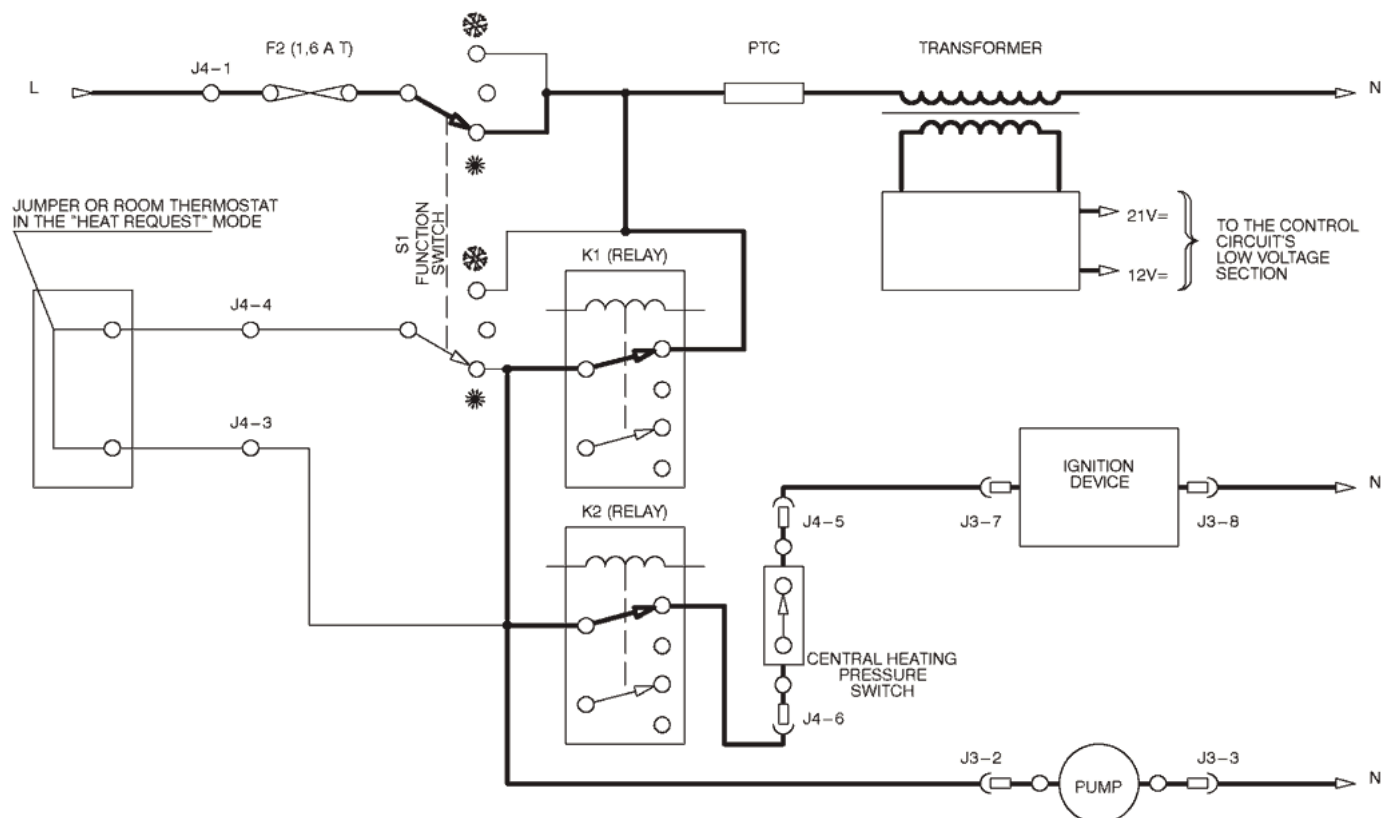 F2 (1,6 A T)
PTC
TRANSFORMER
J4-1
L
N
JUMPER OR ROOM THERMOSTAT
IN THE "HEAT REQUEST" MODE
S1
FUNCTION
SWITCH
K1 (RELAY)
21V=
12V=
TO THE CONTROL
CIRCUIT'S
LOW VOLTAGE
SECTION
J4-4
J4-3
IGNITION
DEVICE
N
K2 (RELAY)
J4-5
J3-7
J3-8
CENTRAL HEATING
PRESSURE
SWITCH
J4-6
J3-2
J3-3
PUMP
N